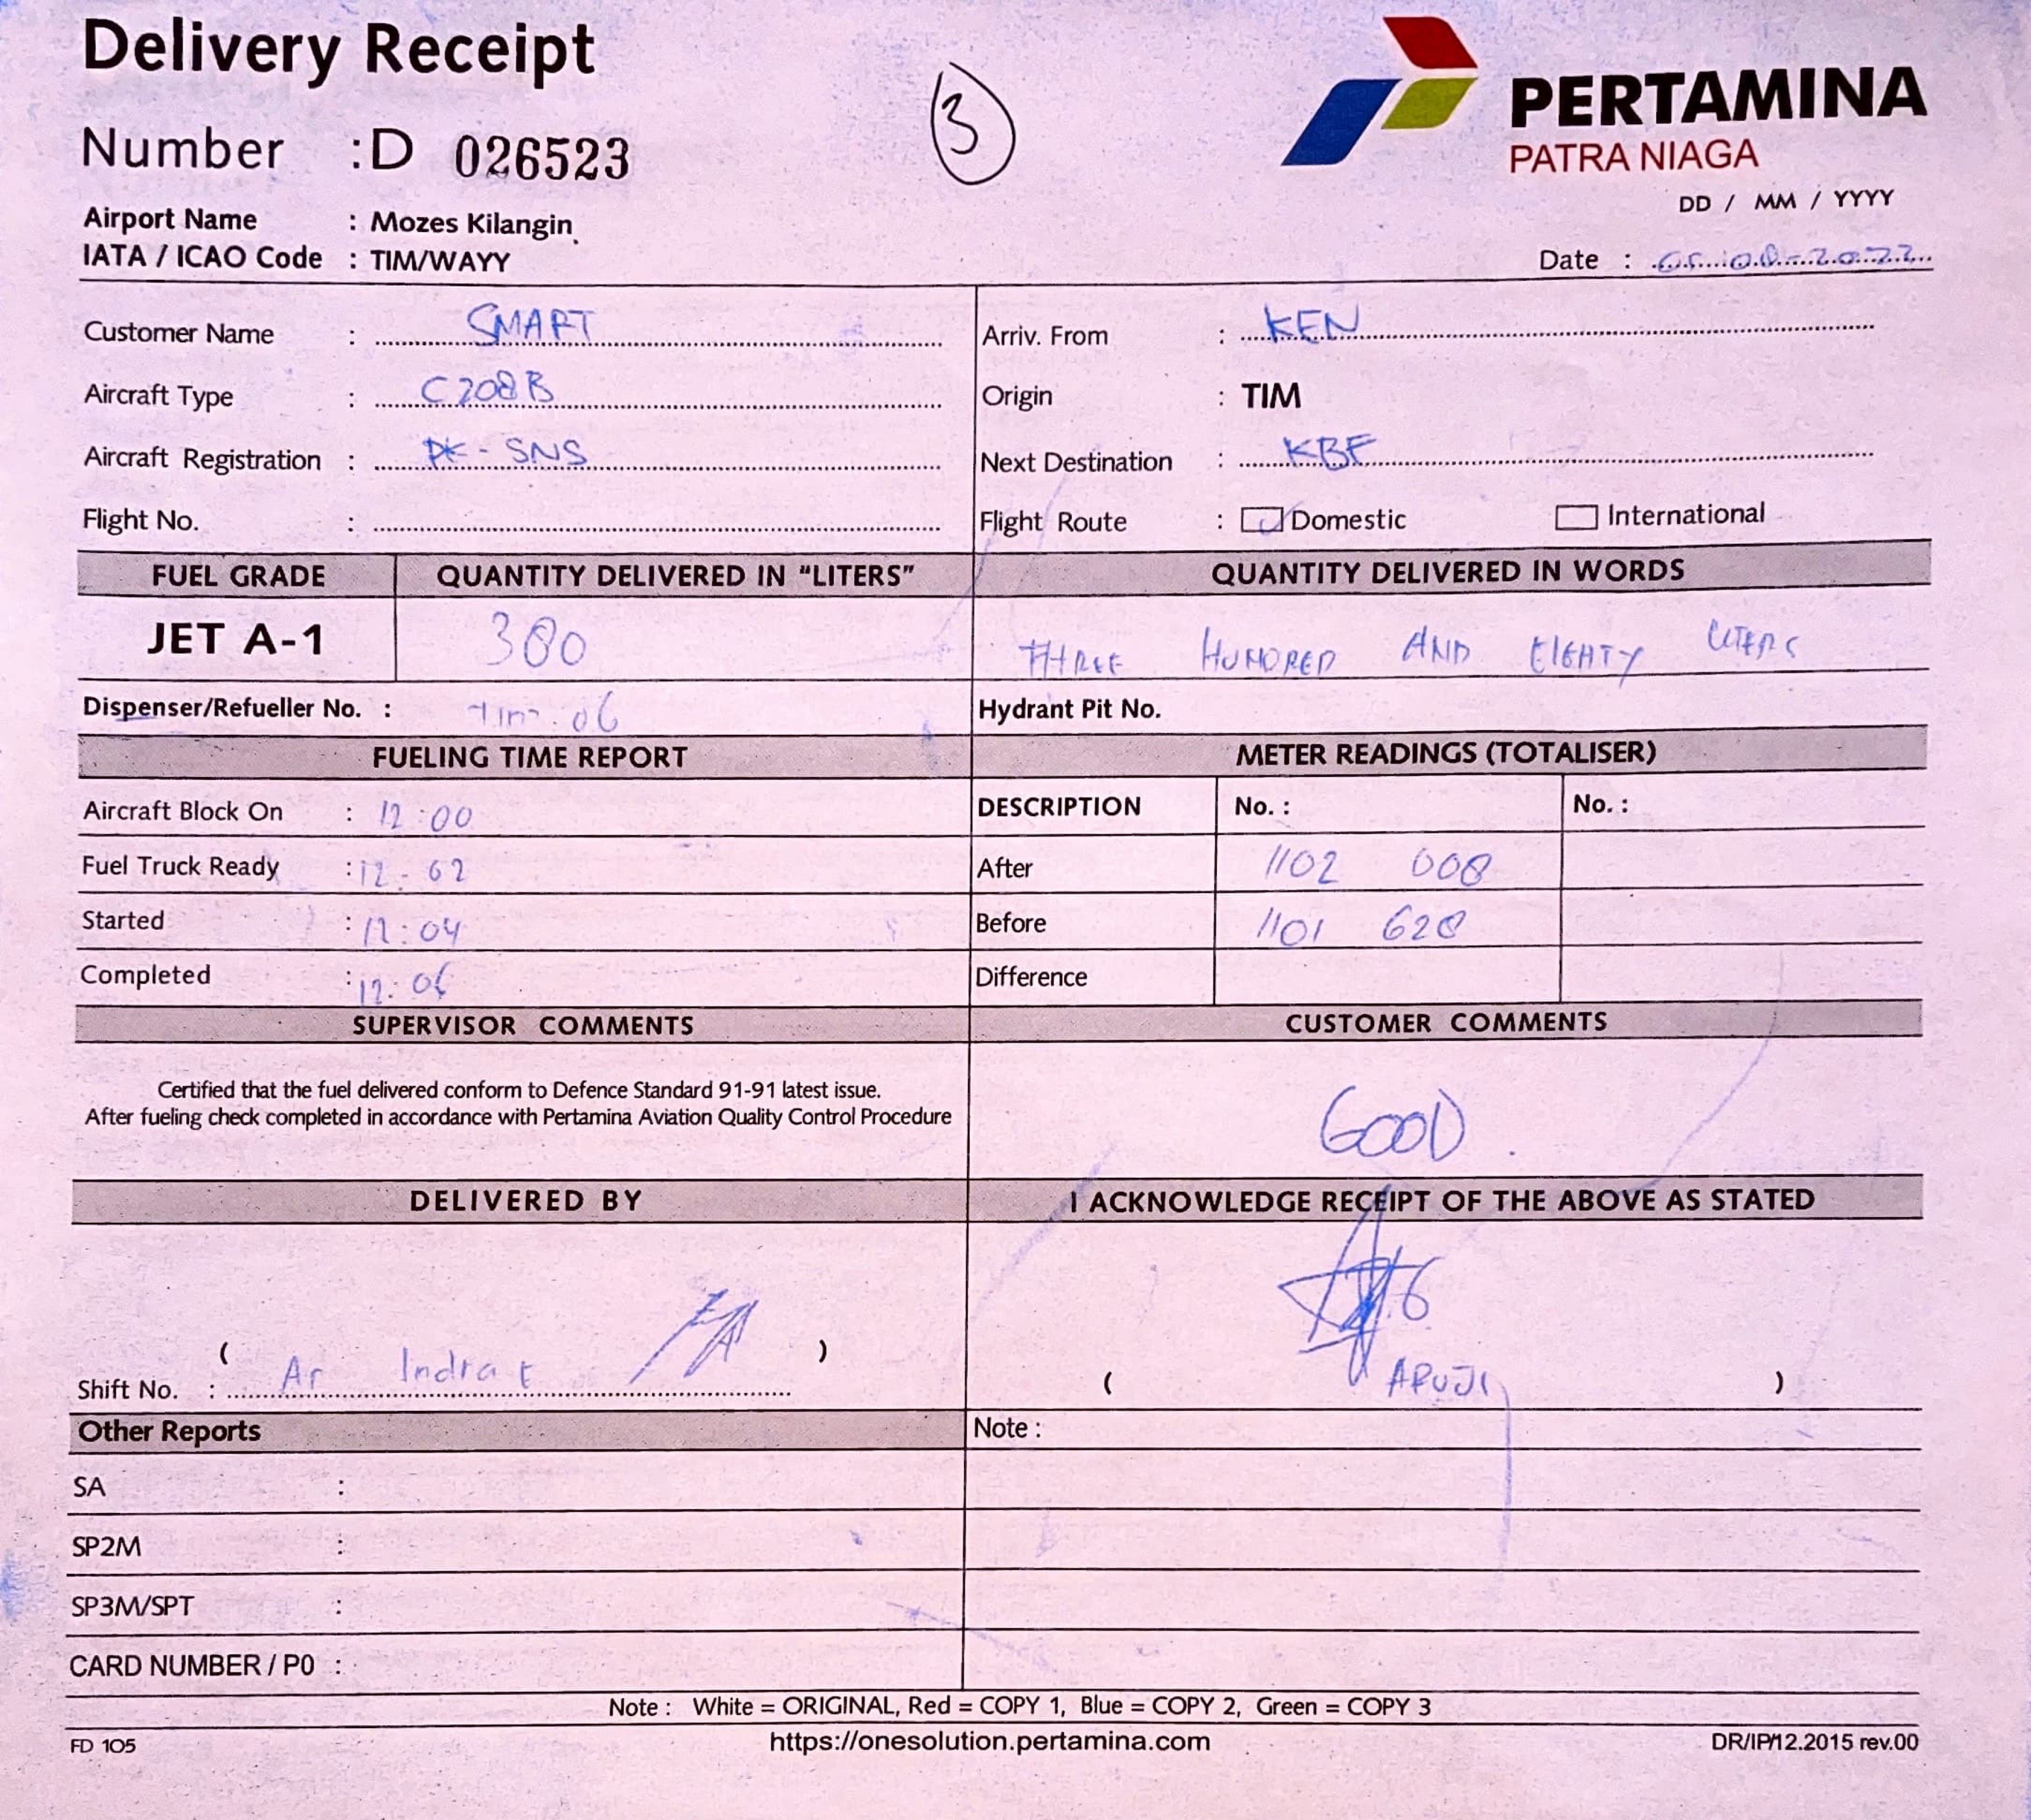 Delivery Receipt
3
PERTAMINA
PATRA NIAGA
Number : D 026523
DD / MM / YYYY
Airport Name : Mozes Kilangin
IATA / ICAO Code : TIM/WAYY
Date : 05-08-2022
Customer Name : SMART
Arriv. From : KEN
Aircraft Type : C208B
Origin : TIM
Aircraft Registration : PK-SNS
Next Destination : KBF
Flight No. :
Flight Route : Domestic International
FUEL GRADE QUANTITY DELIVERED IN "LITERS" QUANTITY DELIVERED IN WORDS
JET A-1 380 THREE HUNDRED AND EIGHTY LITERS
Dispenser/Refueller No. : TIM-06
Hydrant Pit No.
FUELING TIME REPORT METER READINGS (TOTALISER)
Aircraft Block On : 12:00
DESCRIPTION No. : No. :
Fuel Truck Ready : 12-02
After 1102 008
Started : 12:04
Before 1101 628
Completed : 12:06
Difference
SUPERVISOR COMMENTS CUSTOMER COMMENTS
Certified that the fuel delivered conform to Defence Standard 91-91 latest issue.
After fueling check completed in accordance with Pertamina Aviation Quality Control Procedure
GOOD.
DELIVERED BY I ACKNOWLEDGE RECEIPT OF THE ABOVE AS STATED
( )
Shift No. : Ar Indra
( )
Other Reports Note :
SA :
SP2M :
SP3M/SPT :
CARD NUMBER / P0 :
Note : White = ORIGINAL, Red = COPY 1, Blue = COPY 2, Green = COPY 3
FD 105 https://onesolution.pertamina.com DR/IP/12.2015 rev.00